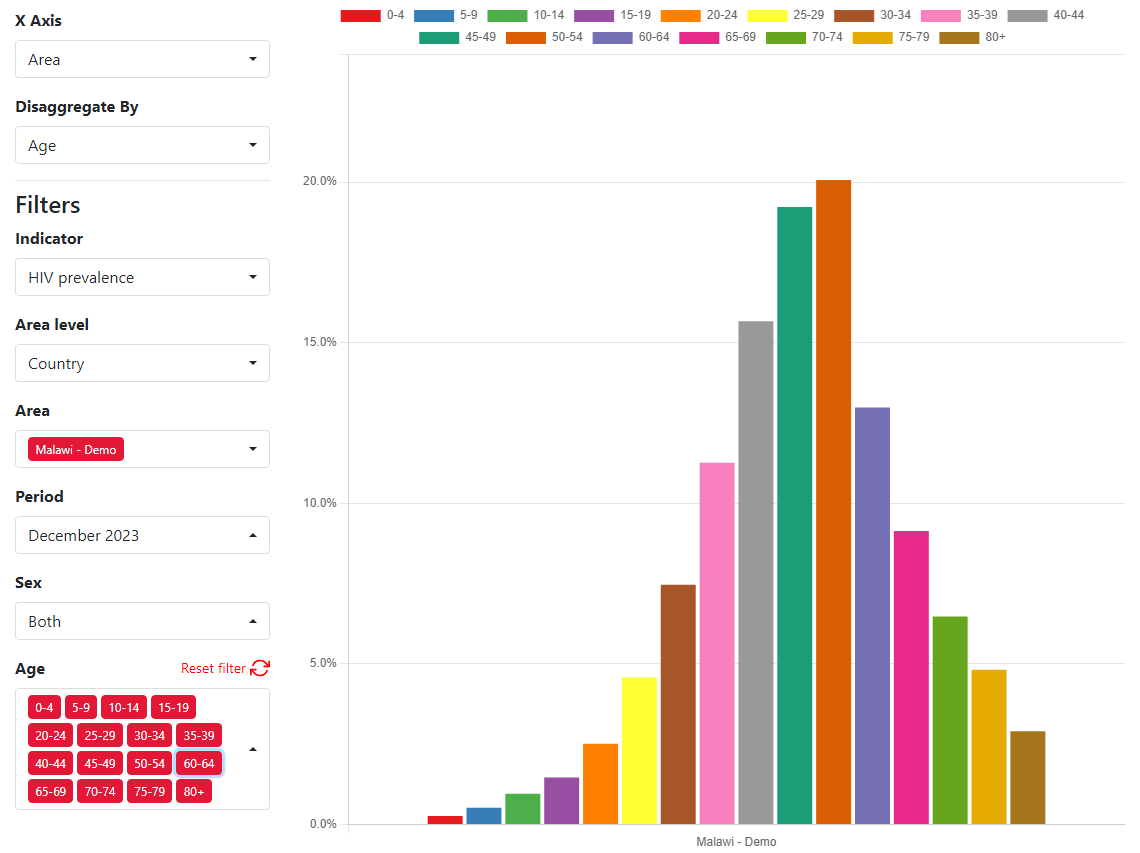 X Axis
Area
Disaggregate By
Age
Filters
Indicator
HIV prevalence
Area level
Country
Area
Malawi - Demo
Period
December 2023
Sex
Both
Age Reset filter
0-4 5-9 10-14 15-19
20-24 25-29 30-34 35-39
40-44 45-49 50-54 60-64
65-69 70-74 75-79 80+
0-4 5-9 10-14 15-19 20-24 25-29 30-34 35-39 40-44
45-49 50-54 60-64 65-69 70-74 75-79 80+
20.0%
15.0%
10.0%
5.0%
0.0%
Malawi - Demo